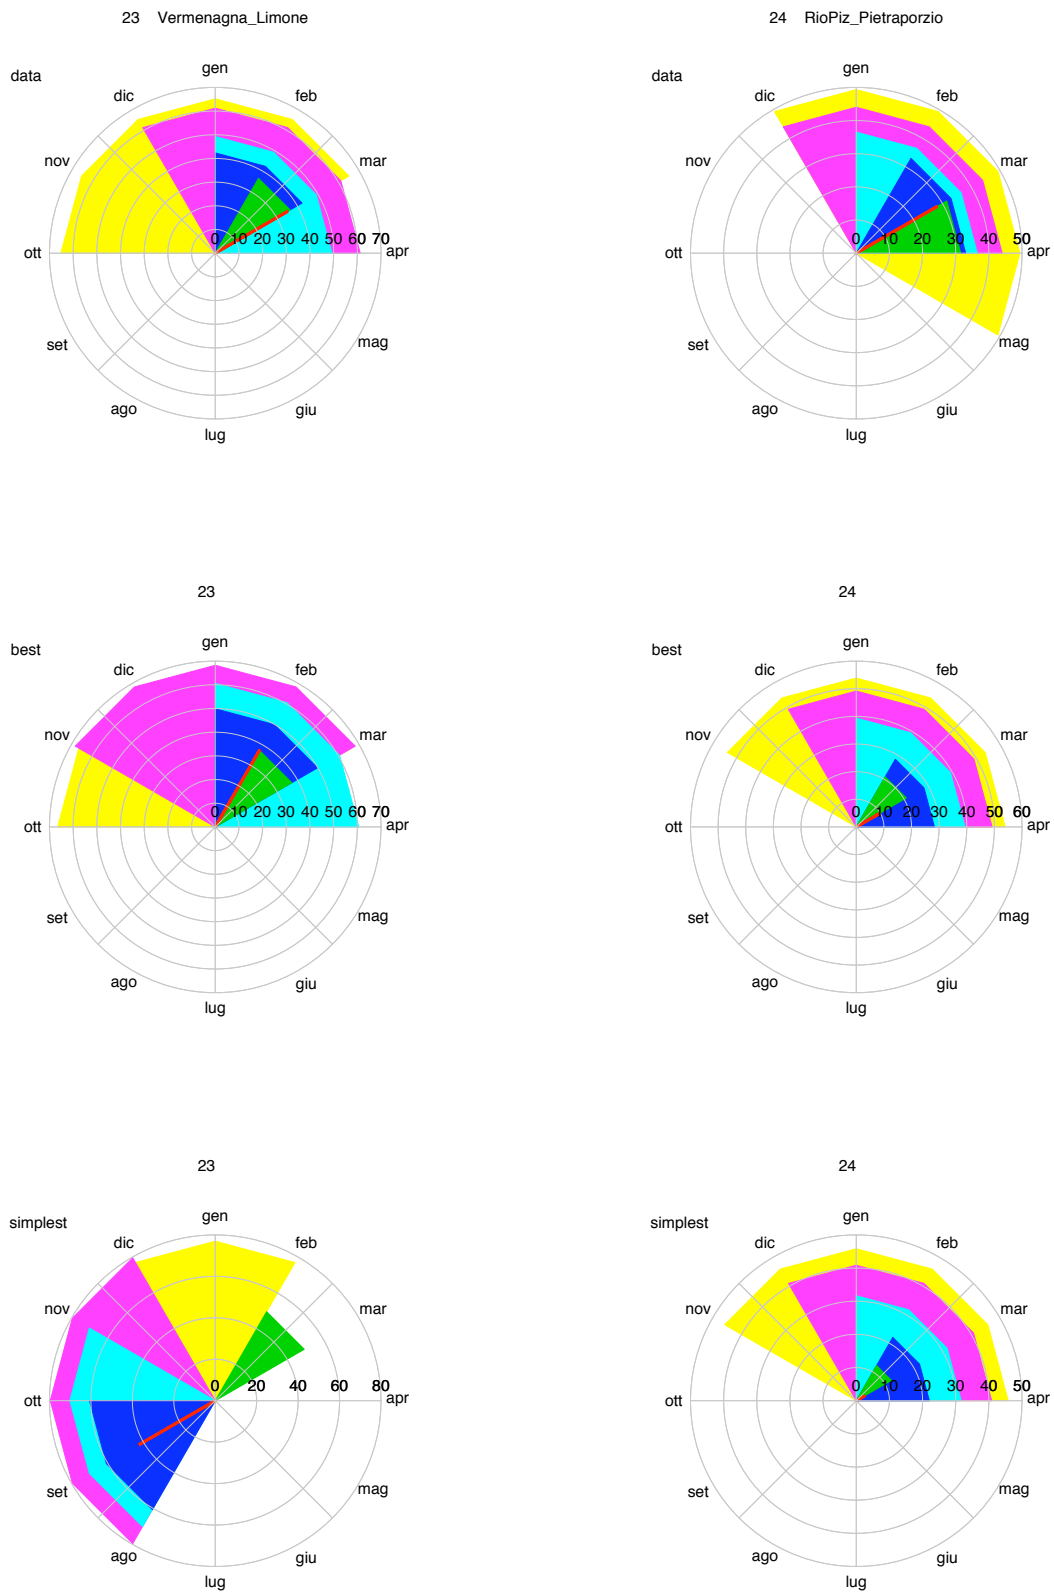 23 Vermenagna_Limone
24 RioPiz_Pietraporzio
data
gen
dic
feb
nov
mar
0 10 20 30 40 50 60 70
ott
apr
set
mag
ago
giu
lug
data
gen
dic
feb
nov
mar
0 10 20 30 40 50
ott
apr
set
mag
ago
giu
lug
23
24
best
gen
dic
feb
nov
mar
0 10 20 30 40 50 60 70
ott
apr
set
mag
ago
giu
lug
best
gen
dic
feb
nov
mar
0 10 20 30 40 50 60
ott
apr
set
mag
ago
giu
lug
23
24
simplest
gen
dic
feb
nov
mar
0 20 40 60 80
ott
apr
set
mag
ago
giu
lug
simplest
gen
dic
feb
nov
mar
0 10 20 30 40 50
ott
apr
set
mag
ago
giu
lug